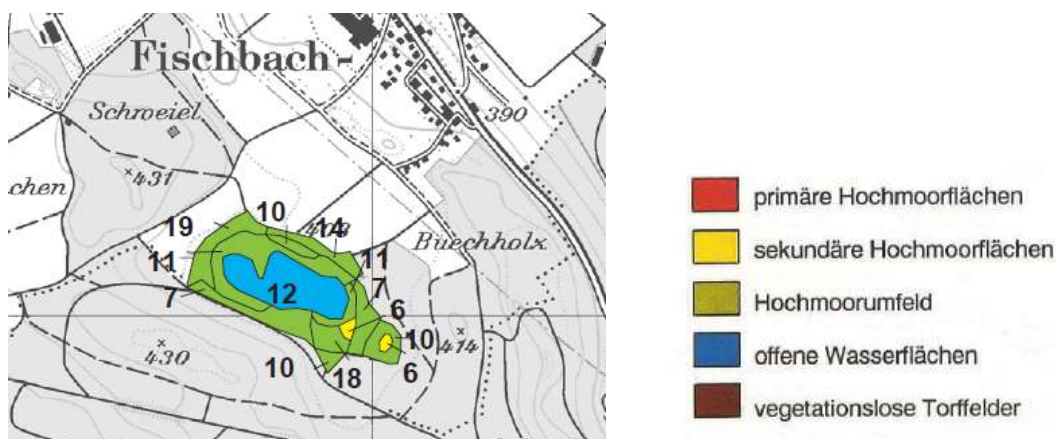 Fischbach-
Schweiel
390
431
chen
10
19
14
Buechholx
11
11
7
7
12
6
10
414
430
10
18
6
primäre Hochmoorflächen
sekundäre Hochmoorflächen
Hochmoorumfeld
offene Wasserflächen
vegetationslose Torffelder